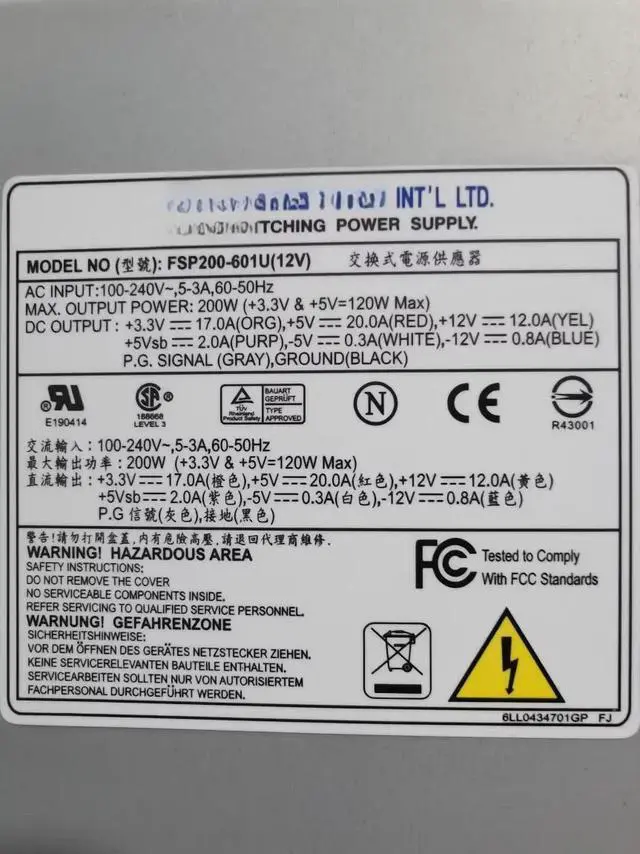 INT'L LTD.
TCHING POWER SUPPLY.
MODEL NO (型號): FSP200-601U(12V) 交換式電源供應器
AC INPUT:100-240V~,5-3A,60-50Hz
MAX. OUTPUT POWER: 200W (+3.3V & +5V=120W Max)
DC OUTPUT : +3.3V ⎓ 17.0A(ORG),+5V ⎓ 20.0A(RED),+12V ⎓ 12.0A(YEL)
+5Vsb ⎓ 2.0A(PURP),-5V ⎓ 0.3A(WHITE),-12V ⎓ 0.8A(BLUE)
P.G. SIGNAL (GRAY),GROUND(BLACK)
RU ®
E190414
SA ®
LEVEL 3
TÜV
Rheinland
Product Safety
BAUART
GEPRÜFT
TYPE
APPROVED
N
CE
R43001
交流輸入：100-240V~,5-3A,60-50Hz
最大輸出功率：200W (+3.3V & +5V=120W Max)
直流輸出：+3.3V ⎓ 17.0A(橙色),+5V ⎓ 20.0A(紅色),+12V ⎓ 12.0A(黃色)
+5Vsb ⎓ 2.0A(紫色),-5V ⎓ 0.3A(白色),-12V ⎓ 0.8A(藍色)
P.G 信號(灰色),接地(黑色)
警告!請勿打開盒蓋,內有危險高壓,請退回代理商維修.
WARNING! HAZARDOUS AREA
SAFETY INSTRUCTIONS:
DO NOT REMOVE THE COVER
NO SERVICEABLE COMPONENTS INSIDE.
REFER SERVICING TO QUALIFIED SERVICE PERSONNEL.
WARNUNG! GEFAHRENZONE
SICHERHEITSHINWEISE:
VOR DEM ÖFFNEN DES GERÄTES NETZSTECKER ZIEHEN.
KEINE SERVICERELEVANTEN BAUTEILE ENTHALTEN.
SERVICEARBEITEN SOLLTEN NUR VON AUTORISIERTEM
FACHPERSONAL DURCHGEFÜHRT WERDEN.
FC Tested to Comply
With FCC Standards
6LL0434701GP FJ